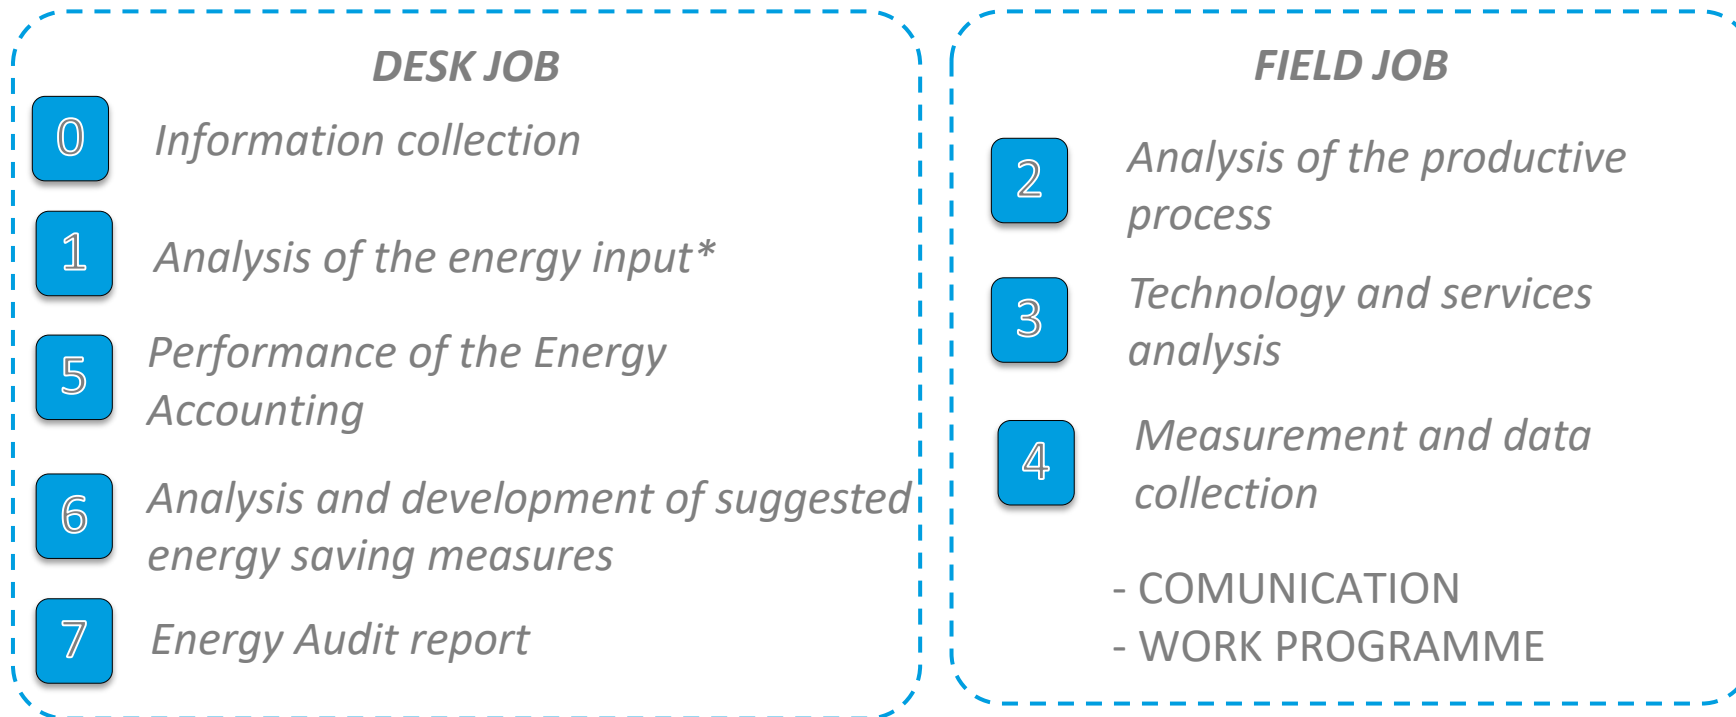 DESK JOB
0
Information collection
1
Analysis of the energy input*
5
Performance of the Energy
Accounting
6
Analysis and development of suggested
energy saving measures
7
Energy Audit report
FIELD JOB
2
Analysis of the productive
process
3
Technology and services
analysis
4
Measurement and data
collection
- COMUNICATION
- WORK PROGRAMME